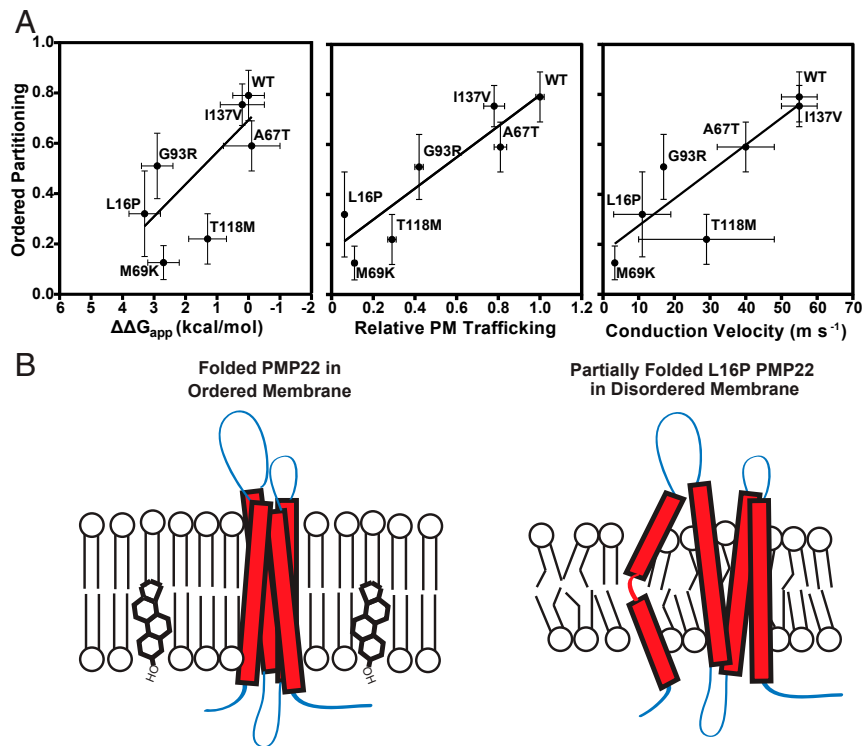 A
Ordered Partitioning
1.0
0.8
0.6
0.4
0.2
0.0
WT
I137V
A67T
G93R
L16P
T118M
M69K
6 5 4 3 2 1 0 -1 -2
ΔΔGapp (kcal/mol)
WT
I137V
A67T
G93R
L16P
T118M
M69K
0 0.2 0.4 0.6 0.8 1.0 1.2
Relative PM Trafficking
WT
I137V
A67T
G93R
L16P
T118M
M69K
0 10 20 30 40 50 60 70
Conduction Velocity (m s⁻¹)
B
Folded PMP22 in
Ordered Membrane
OH
OH
Partially Folded L16P PMP22
in Disordered Membrane